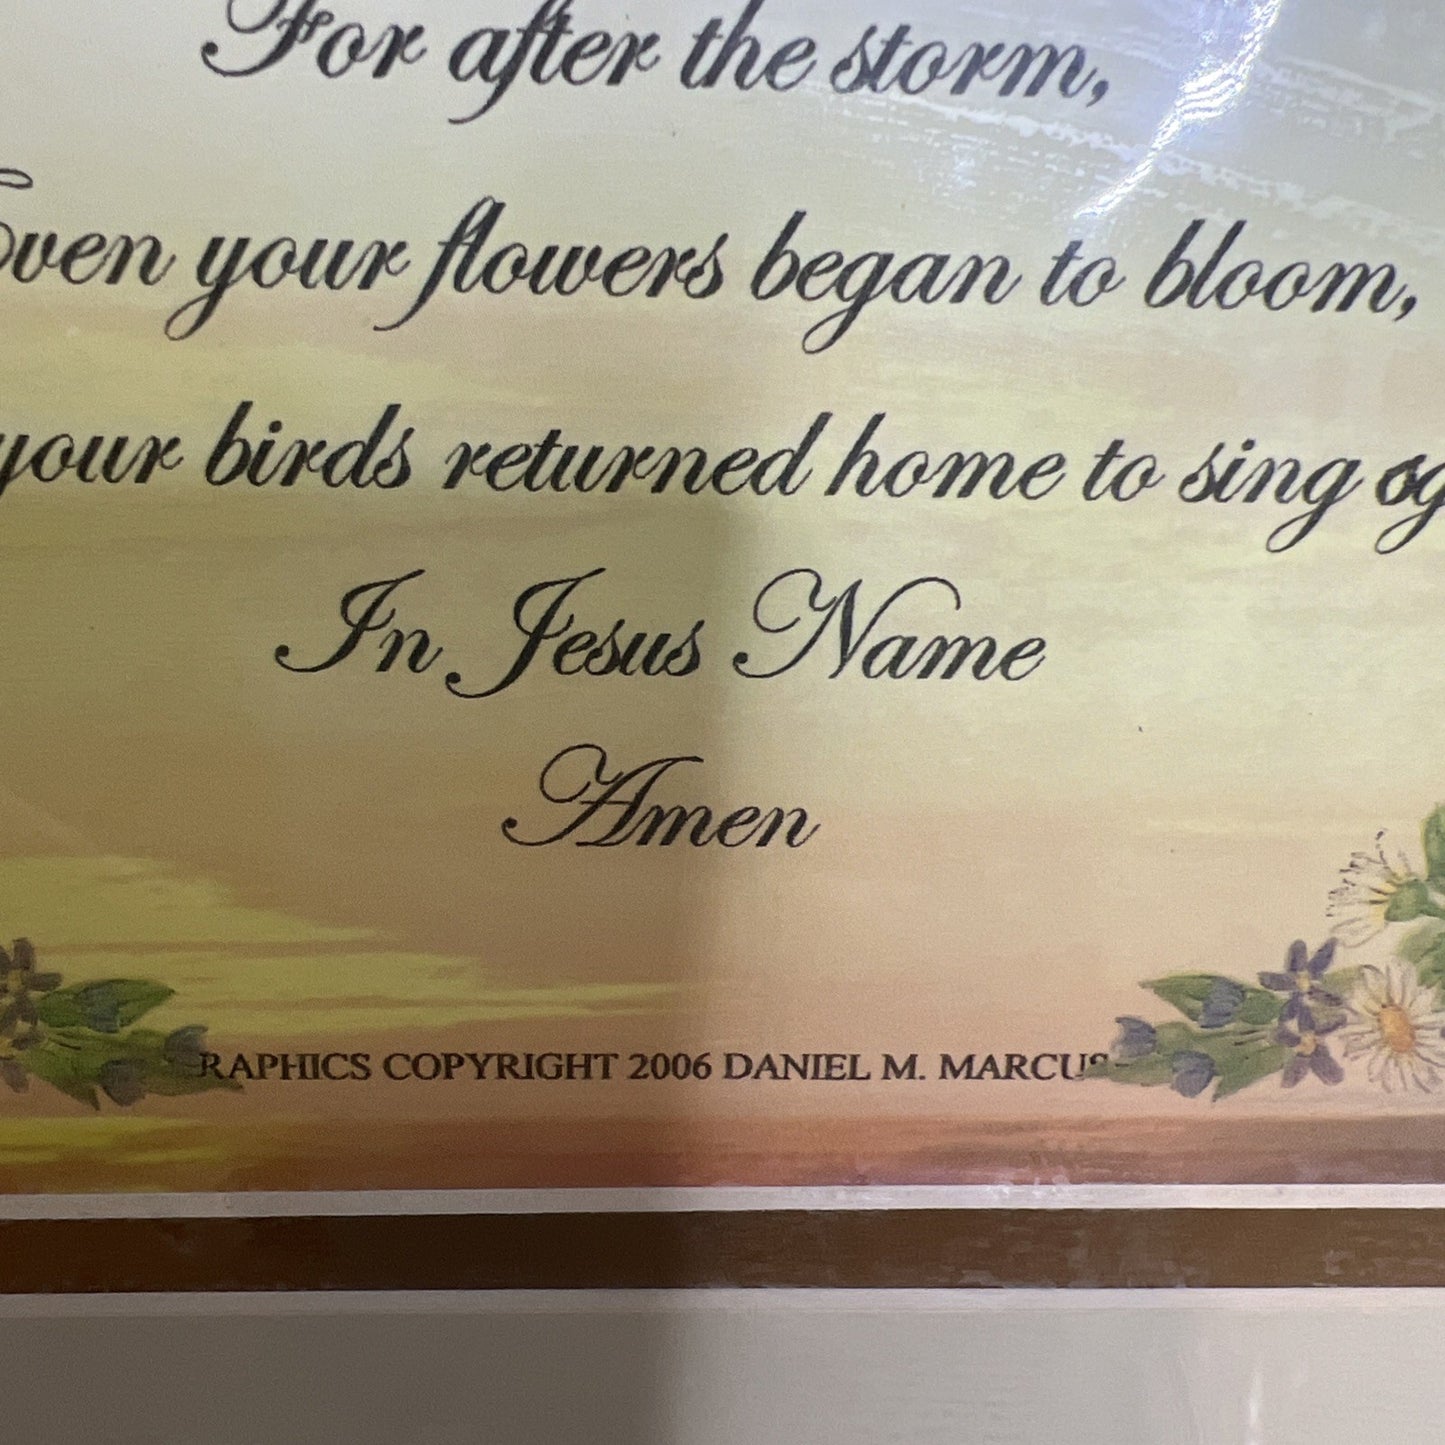 For after the storm,
Even your flowers began to bloom,
your birds returned home to sing
In Jesus Name
Amen
COPYRIGHT 2006 DANIEL M. MARCUS